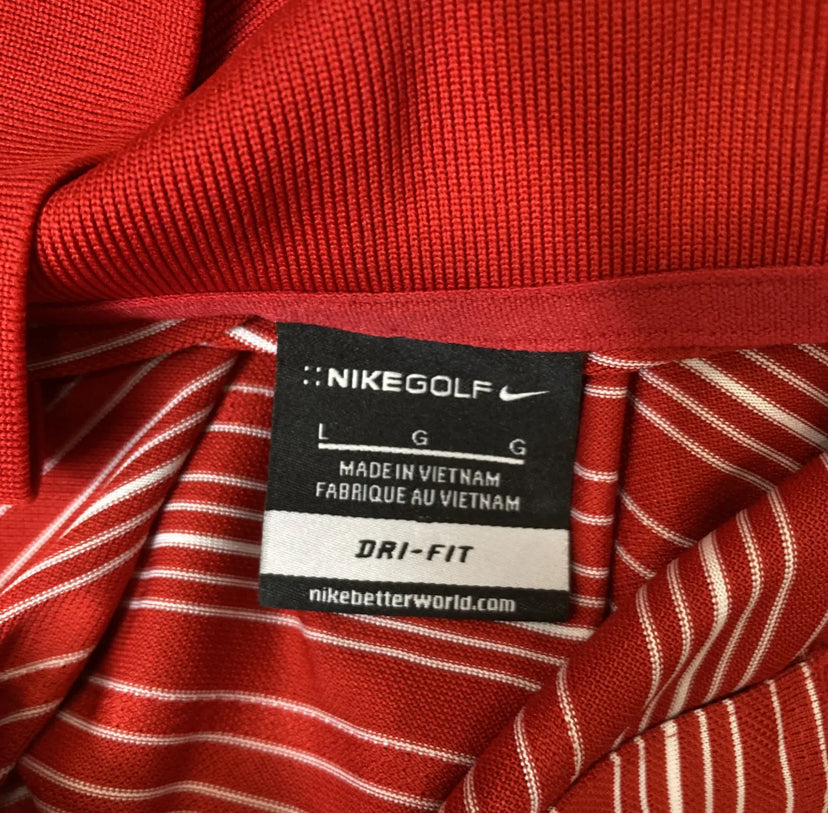 NIKEGOLF
L G G
MADE IN VIETNAM
FABRIQUE AU VIETNAM
DRI-FIT
nikebetterworld.com